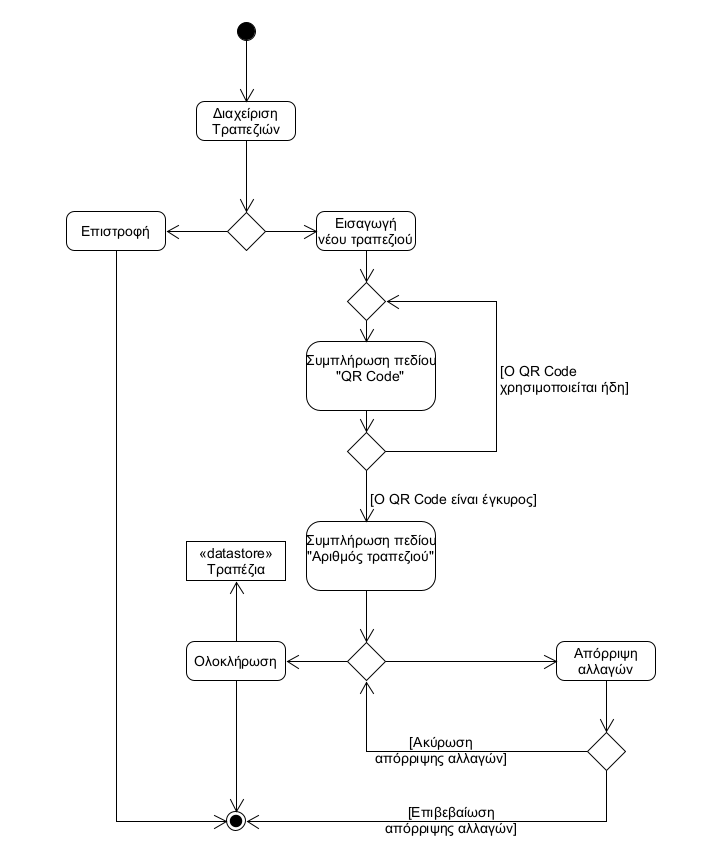 Διαχείριση
Τραπεζιών
Επιστροφή
Εισαγωγή
νέου τραπεζιού
Συμπλήρωση πεδίου
"QR Code"
[Ο QR Code
χρησιμοποιείται ήδη]
[Ο QR Code είναι έγκυρος]
Συμπλήρωση πεδίου
"Αριθμός τραπεζιού"
«datastore»
Τραπέζια
Ολοκλήρωση
Απόρριψη
αλλαγών
[Ακύρωση
απόρριψης αλλαγών]
[Επιβεβαίωση
απόρριψης αλλαγών]